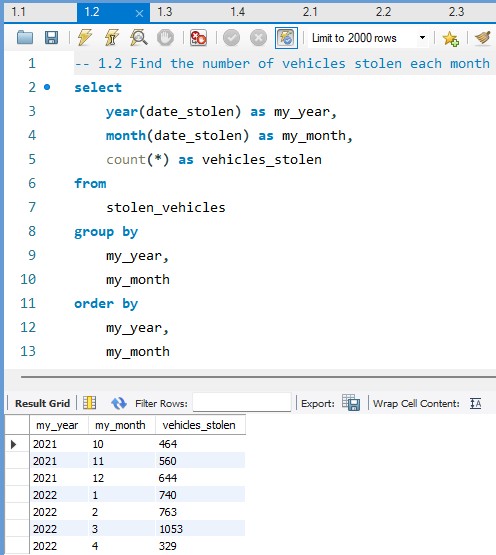 1.1 1.2 1.3 1.4 2.1 2.2 2.3
Limit to 2000 rows
1 -- 1.2 Find the number of vehicles stolen each month
2 select
3 year(date_stolen) as my_year,
4 month(date_stolen) as my_month,
5 count(*) as vehicles_stolen
6 from
7 stolen_vehicles
8 group by
9 my_year,
10 my_month
11 order by
12 my_year,
13 my_month
Result Grid Filter Rows: Export: Wrap Cell Content: IA
my_year my_month vehicles_stolen
2021 10 464
2021 11 560
2021 12 644
2022 1 740
2022 2 763
2022 3 1053
2022 4 329